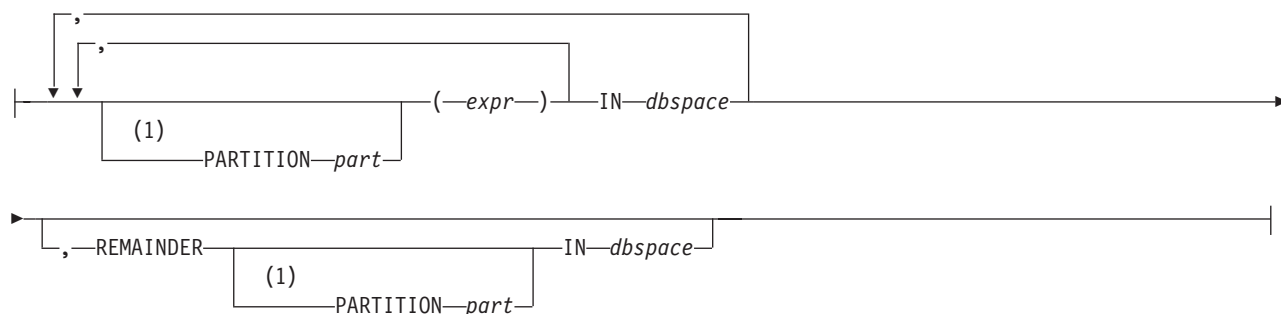 ,
,
( expr ) IN dbspace
(1)
PARTITION part
, REMAINDER IN dbspace
(1)
PARTITION part